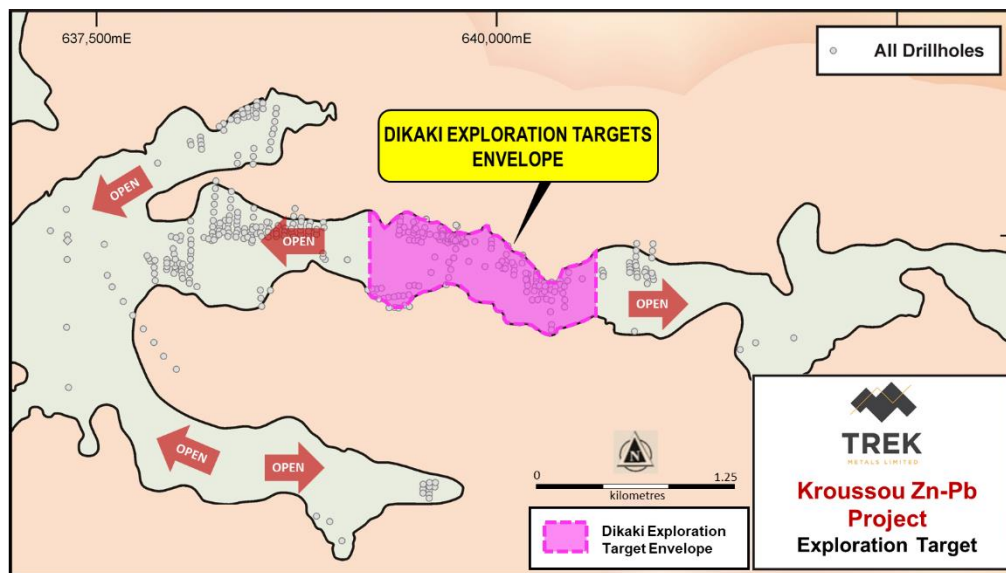 637,500mE
640,000mE
All Drillholes
DIKAKI EXPLORATION TARGETS
ENVELOPE
OPEN
OPEN
OPEN
OPEN
OPEN
N
0
1.25
kilometres
Dikaki Exploration
Target Envelope
TREK
METALS LIMITED
Kroussou Zn-Pb
Project
Exploration Target